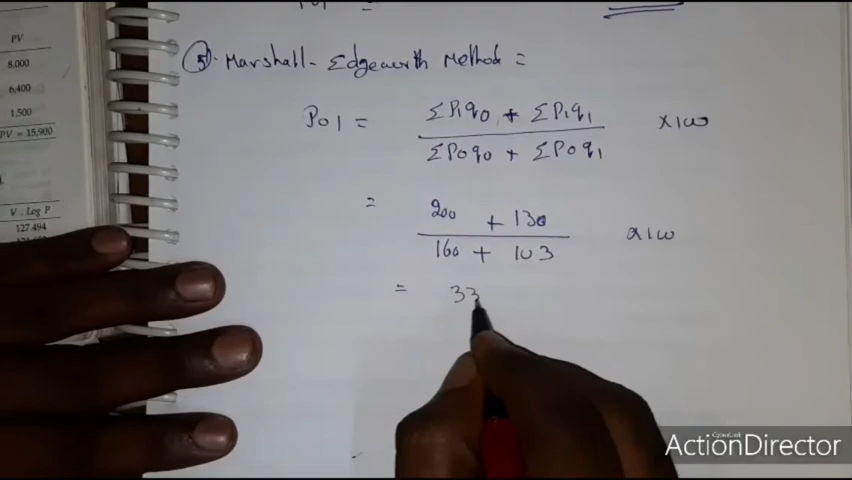 P01 =
PV
8,000
6,400
1,500
PV = 15,900
V. Log P
127.494
5. Marshall-Edgeworth Method =
P01 = ΣP1q0 + ΣP1q1 x100
ΣP0q0 + ΣP0q1
= 200 + 130 x100
160 + 103
= 33
ActionDirector